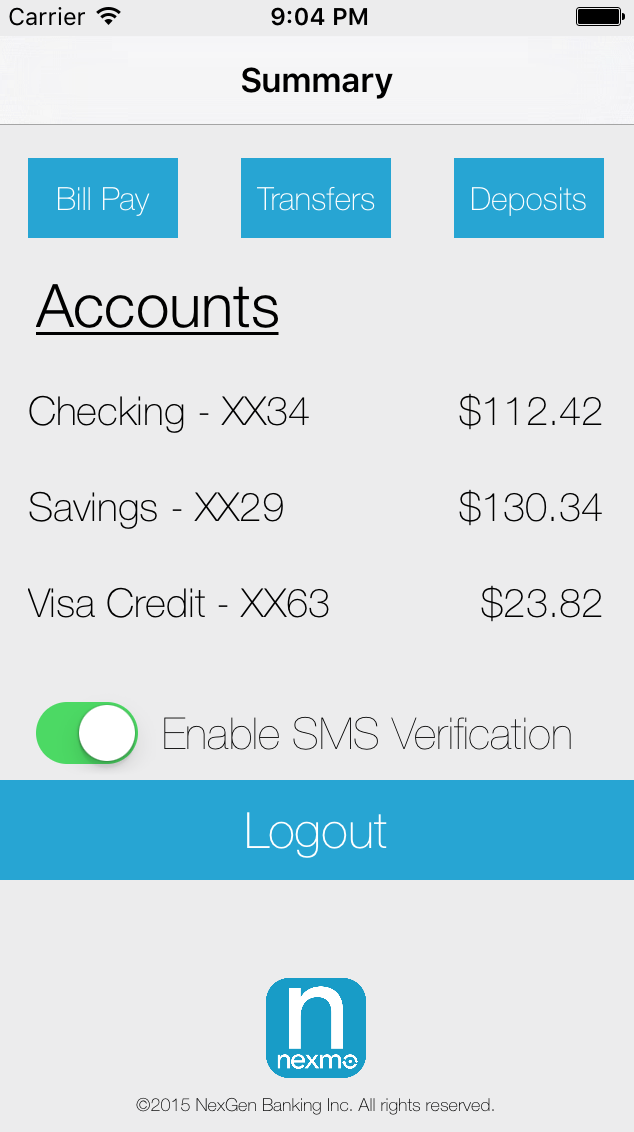 Carrier 9:04 PM
Summary
Bill Pay Transfers Deposits
Accounts
Checking - XX34 $112.42
Savings - XX29 $130.34
Visa Credit - XX63 $23.82
Enable SMS Verification
Logout
n
nexmo
©2015 NexGen Banking Inc. All rights reserved.